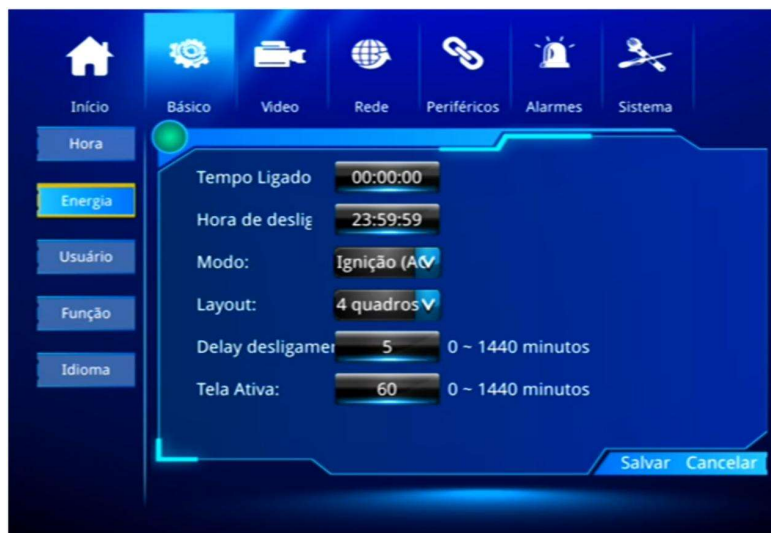 Início Básico Video Rede Periféricos Alarmes Sistema
Hora
Energia
Usuário
Função
Idioma
Tempo Ligado 00:00:00
Hora de deslig 23:59:59
Modo: Ignição (AC
Layout: 4 quadros
Delay desligamen 5 0 ~ 1440 minutos
Tela Ativa: 60 0 ~ 1440 minutos
Salvar Cancelar